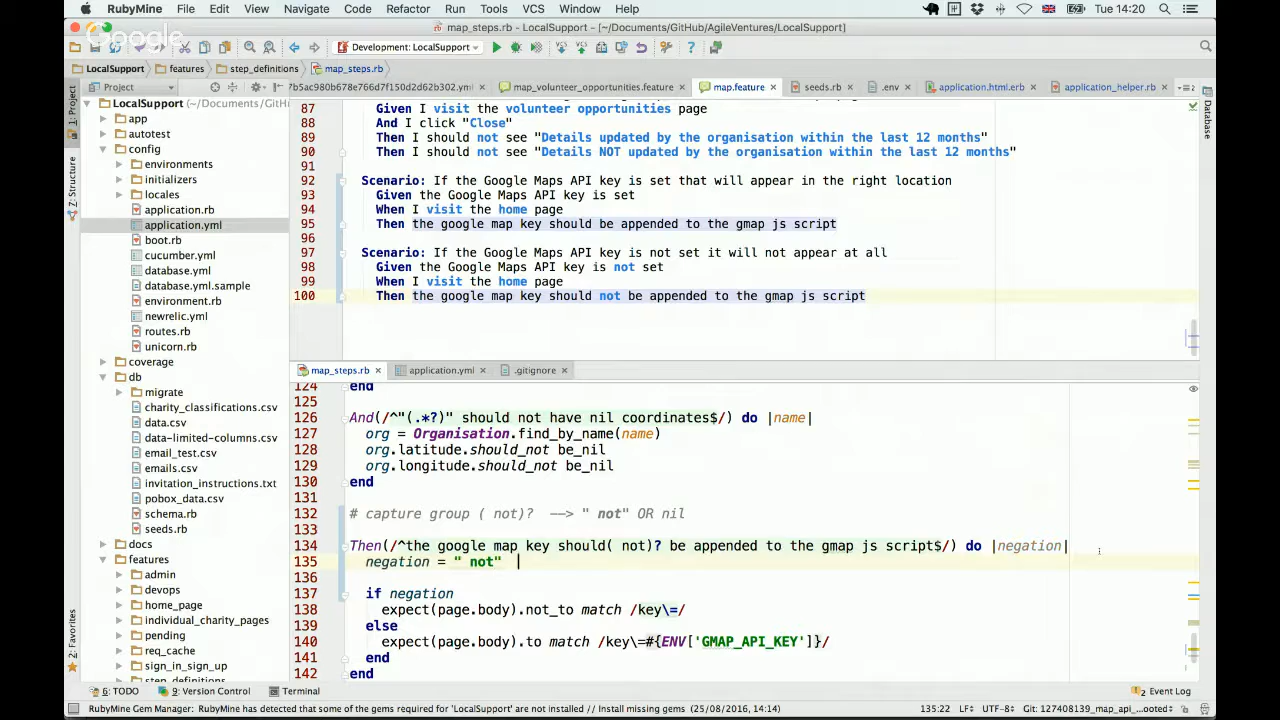 RubyMine File Edit View Navigate Code Refactor Run Tools VCS Window Help Tue 14:20
map_steps.rb - LocalSupport - [~/Documents/GitHub/AgileVentures/LocalSupport]
Google
Development: LocalSupport
LocalSupport features step_definitions map_steps.rb
Project 7b5ac980b678e766d7761d2d62b302.yml map_volunteer_opportunities.feature map.feature seeds.rb .env application.html.erb application_helper.rb
1: Project
7: Structure
2: Favorites
Database
LocalSupport ~/Documents/GitH
app
autotest
config
environments
initializers
locales
application.rb
application.yml
boot.rb
cucumber.yml
database.yml
database.yml.sample
environment.rb
newrelic.yml
routes.rb
unicorn.rb
coverage
db
migrate
charity_classifications.csv
data.csv
data-limited-columns.csv
email_test.csv
emails.csv
invitation_instructions.txt
pobox_data.csv
schema.rb
seeds.rb
docs
features
admin
devops
home_page
individual_charity_pages
pending
req_cache
sign_in_sign_up
step_definitions
87 Given I visit the volunteer opportunities page
88 And I click "Close"
89 Then I should not see "Details updated by the organisation within the last 12 months"
90 Then I should not see "Details NOT updated by the organisation within the last 12 months"
91
92 Scenario: If the Google Maps API key is set that will appear in the right location
93 Given the Google Maps API key is set
94 When I visit the home page
95 Then the google map key should be appended to the gmap js script
96
97 Scenario: If the Google Maps API key is not set it will not appear at all
98 Given the Google Maps API key is not set
99 When I visit the home page
100 Then the google map key should not be appended to the gmap js script
map_steps.rb application.yml .gitignore
124 end
125
126 And(/^"(.*?)" should not have nil coordinates$/) do |name|
127 org = Organisation.find_by_name(name)
128 org.latitude.should_not be_nil
129 org.longitude.should_not be_nil
130 end
131
132 # capture group ( not)? --> " not" OR nil
133
134 Then(/^the google map key should( not)? be appended to the gmap js script$/) do |negation|
135 negation = " not"
136
137 if negation
138 expect(page.body).not_to match /key\=/
139 else
140 expect(page.body).to match /key\=#{ENV['GMAP_API_KEY']}/
141 end
142 end
6: TODO 9: Version Control Terminal 2 Event Log
RubyMine Gem Manager: RubyMine has detected that some of the gems required for 'LocalSupport' are not installed // Install missing gems (25/08/2016, 14:14) 135:22 LF UTF-8 Git: 127408139_map_api_...ooted